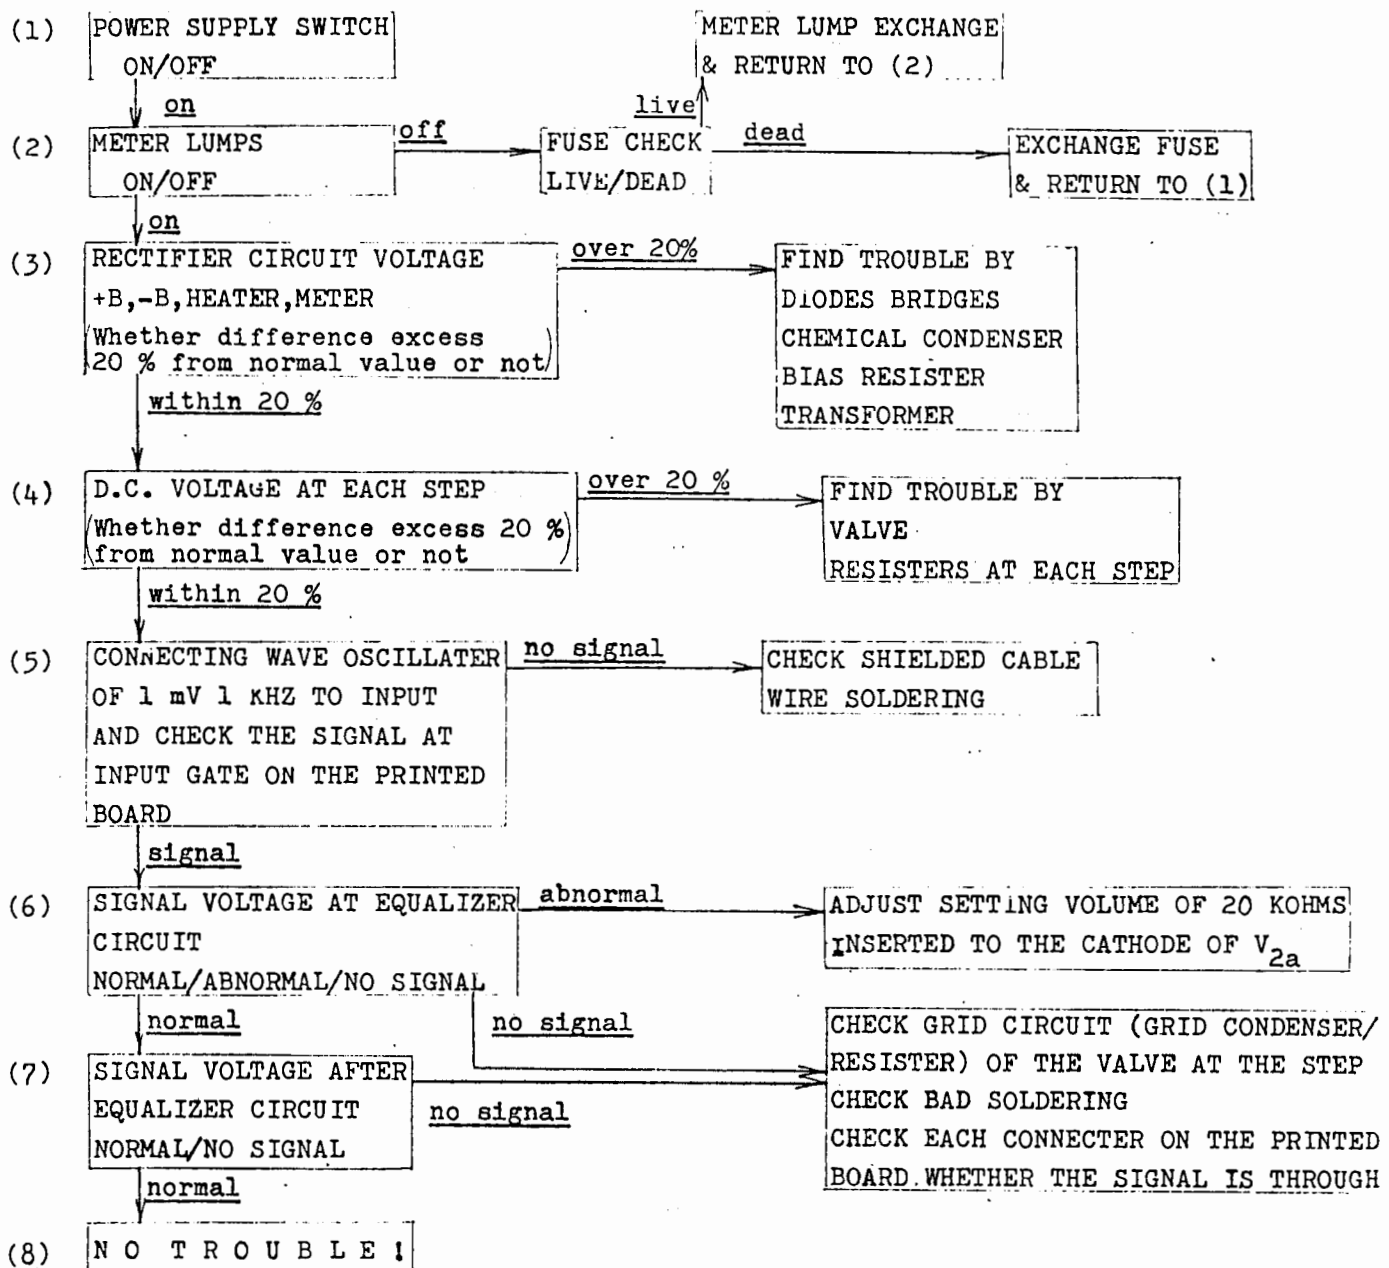 (1) POWER SUPPLY SWITCH
ON/OFF
METER LUMP EXCHANGE
& RETURN TO (2)
on
live
(2) METER LUMPS
ON/OFF
off
FUSE CHECK
LIVE/DEAD
dead
EXCHANGE FUSE
& RETURN TO (1)
on
(3) RECTIFIER CIRCUIT VOLTAGE
+B,-B,HEATER,METER
(Whether difference excess
20 % from normal value or not)
over 20%
FIND TROUBLE BY
DIODES BRIDGES
CHEMICAL CONDENSER
BIAS RESISTER
TRANSFORMER
within 20 %
(4) D.C. VOLTAGE AT EACH STEP
(Whether difference excess 20 %
from normal value or not)
over 20 %
FIND TROUBLE BY
VALVE
RESISTERS AT EACH STEP
within 20 %
(5) CONNECTING WAVE OSCILLATER
OF 1 mV 1 KHZ TO INPUT
AND CHECK THE SIGNAL AT
INPUT GATE ON THE PRINTED
BOARD
no signal
CHECK SHIELDED CABLE
WIRE SOLDERING
signal
(6) SIGNAL VOLTAGE AT EQUALIZER
CIRCUIT
NORMAL/ABNORMAL/NO SIGNAL
abnormal
ADJUST SETTING VOLUME OF 20 KOHMS
INSERTED TO THE CATHODE OF V2a
normal
no signal
(7) SIGNAL VOLTAGE AFTER
EQUALIZER CIRCUIT
NORMAL/NO SIGNAL
no signal
CHECK GRID CIRCUIT (GRID CONDENSER/
RESISTER) OF THE VALVE AT THE STEP
CHECK BAD SOLDERING
CHECK EACH CONNECTER ON THE PRINTED
BOARD.WHETHER THE SIGNAL IS THROUGH
normal
(8) N O T R O U B L E !